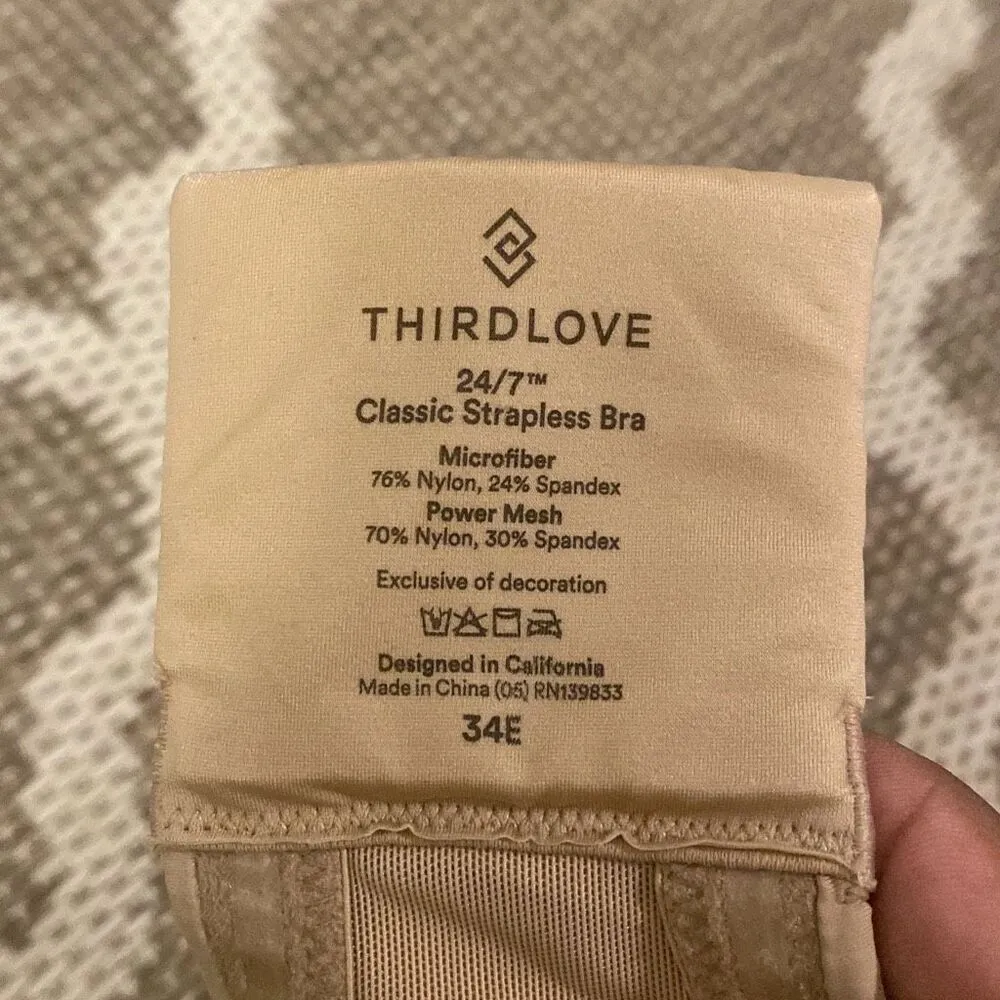 THIRDLOVE
24/7™
Classic Strapless Bra
Microfiber
76% Nylon, 24% Spandex
Power Mesh
70% Nylon, 30% Spandex
Exclusive of decoration
Designed in California
Made in China (05) RN139833
34E